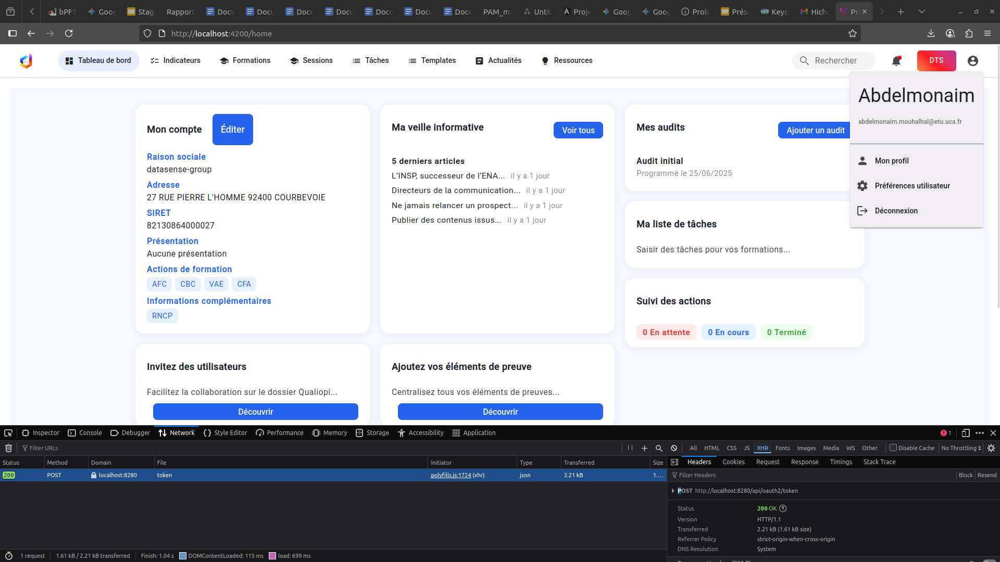 bPF1
Goog
Stag
Rapport
Docu
Docu
Docu
Docu
Docu
Docu
Docu
PAM_ma
Unti
Proje
Goog
Goog
Prob
Prés
Keyc
Hich
Pro
http://localhost:4200/home
Tableau de bord
Indicateurs
Formations
Sessions
Tâches
Templates
Actualités
Ressources
Rechercher
DTS
Abdelmonaim
abdelmonaim.mouhalhal@etu.uca.fr
Mon profil
Préférences utilisateur
Déconnexion
Mon compte
Éditer
Raison sociale
datasense-group
Adresse
27 RUE PIERRE L'HOMME 92400 COURBEVOIE
SIRET
82130864000027
Présentation
Aucune présentation
Actions de formation
AFC CBC VAE CFA
Informations complémentaires
RNCP
Ma veille informative
Voir tous
5 derniers articles
L’INSP, successeur de l’ENA... il y a 1 jour
Directeurs de la communication... il y a 1 jour
Ne jamais relancer un prospect... il y a 1 jour
Publier des contenus issus... il y a 1 jour
Mes audits
Ajouter un audit
Audit initial
Programmé le 25/06/2025
Ma liste de tâches
Saisir des tâches pour vos formations...
Suivi des actions
0 En attente 0 En cours 0 Terminé
Invitez des utilisateurs
Facilitez la collaboration sur le dossier Qualiopi...
Découvrir
Ajoutez vos éléments de preuve
Centralisez tous vos éléments de preuves...
Découvrir
Inspector Console Debugger Network Style Editor Performance Memory Storage Accessibility Application 1
Filter URLs All HTML CSS JS XHR Fonts Images Media WS Other Disable Cache No Throttling
Status Method Domain File Initiator Type Transferred Size
200 POST localhost:8280 token polyfills.js:1724 (xhr) json 2.21 kB 1....
Headers Cookies Request Response Timings Stack Trace
Filter Headers Block Resend
POST http://localhost:8280/api/oauth2/token
Status 200 OK
Version HTTP/1.1
Transferred 2.21 kB (1.61 kB size)
Referrer Policy strict-origin-when-cross-origin
DNS Resolution System
1 request 1.61 kB / 2.21 kB transferred Finish: 1.04 s DOMContentLoaded: 115 ms load: 699 ms